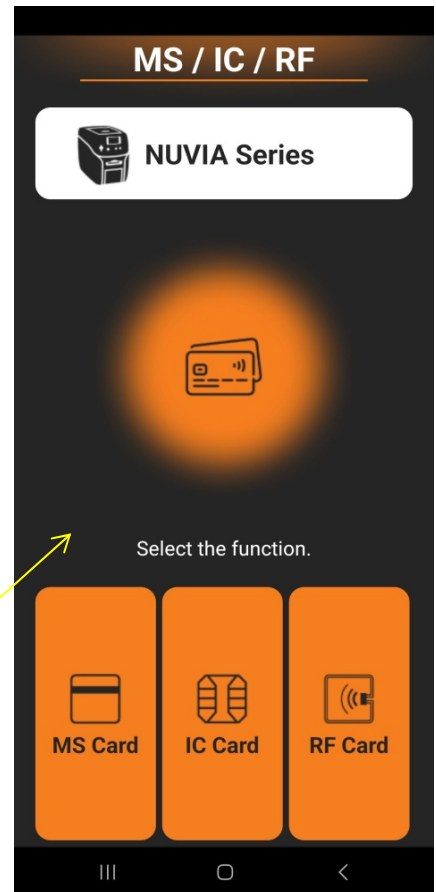 MS / IC / RF
NUVIA Series
Select the function.
MS Card IC Card RF Card